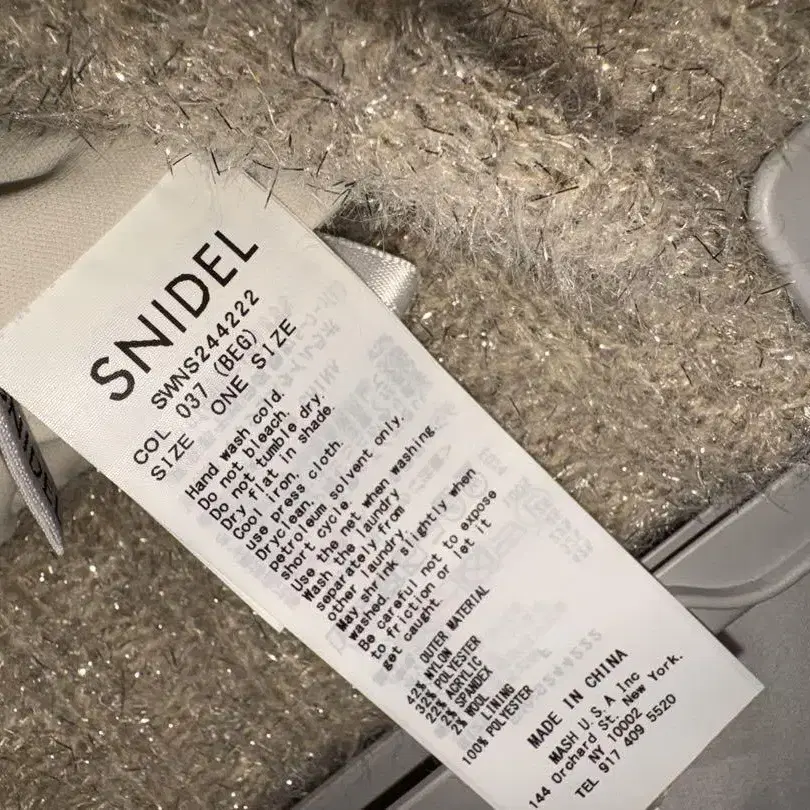 SNIDEL
SWNS244222
COL 037 (BEG)
SIZE ONE SIZE
Hand wash cold.
Do not bleach.
Do not tumble dry.
Dry flat in shade.
Cool iron, cloth.
use press cloth.
Dryclean,
petroleum solvent only.
short cycle.
Use the net when washing.
Wash the laundry
separately from
other laundry.
May shrink slightly when
washed.
Be careful not to expose
to friction or let it
get caught.
OUTER MATERIAL
42% NYLON
32% POLYESTER
22% ACRYLIC
2% SPANDEX
2% WOOL
LINING
100% POLYESTER
MADE IN CHINA
MASH U.S.A Inc
144 Orchard St. New York.
NY 10002
TEL 917 409 5520
NIDEL